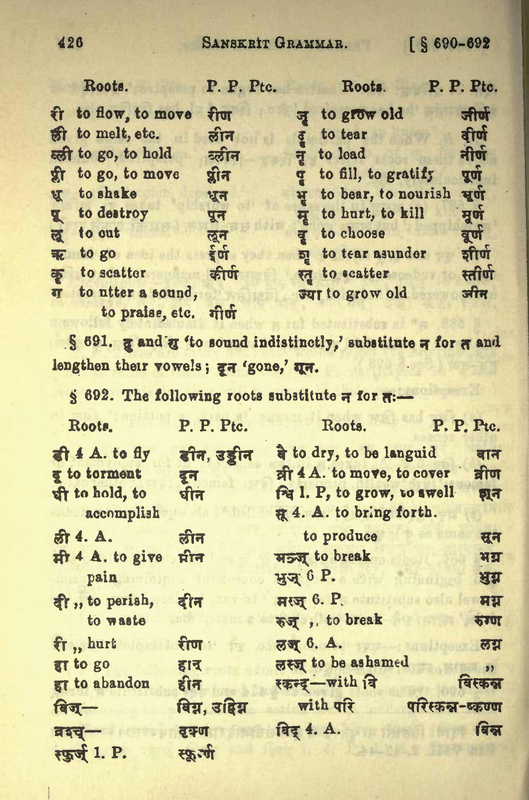 426 SANSKRIT GRAMMAR. [ § 690-692
Roots. P. P. Ptc. Roots. P. P. Ptc.
री to flow, to move रीण जॄ to grow old जीर्ण
ली to melt, etc. लीन दॄ to tear दीर्ण
व्ली to go, to hold व्लीन नॄ to load नीर्ण
प्ली to go, to move प्लीन पॄ to fill, to gratify पूर्ण
धू to shake धून भॄ to bear, to nourish भूर्ण
पू to destroy पून मॄ to hurt, to kill मूर्ण
लू to cut लून वॄ to choose वूर्ण
ऋ to go ईर्ण शॄ to tear asunder शीर्ण
कॄ to scatter कीर्ण स्तॄ to scatter स्तीर्ण
गॄ to utter a sound, ज्या to grow old जीन
to praise, etc. गीर्ण
§ 691. दु and गु 'to sound indistinctly,' substitute न for त and
lengthen their vowels; दून 'gone,' गून.
§ 692. The following roots substitute न for त:—
Roots. P. P. Ptc. Roots. P. P. Ptc.
डी 4 A. to fly डीन, उड्डीन वै to dry, to be languid वान
दू to torment दून व्री 4 A. to move, to cover व्रीण
धी to hold, to धीन श्वि 1. P, to grow, to swell शून
accomplish सू 4. A. to bring forth.
ली 4. A. लीन to produce सून
मी 4 A. to give मीन भञ्ज् to break भग्न
pain भुज् 6 P. भुग्न
दी ,, to perish, दीन मस्ज् 6. P. मग्न
to waste रुज् ,. to break रुग्ण
री ,, hurt रीण लज् 6. A. लग्न
हा to go हान लस्ज् to be ashamed ,,
हा to abandon हीन स्कन्द्—with वि विस्कन्न
विज्— विग्न, उद्विग्न with परि परिस्कन्न-ष्कण्ण
व्रश्च्— वृक्ण विद् 4. A. विन्न
स्फुर्ज् 1. P. स्फूर्ग्ण